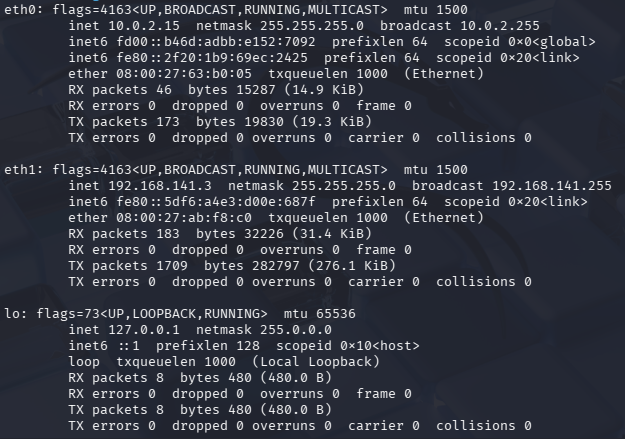 eth0: flags=4163<UP,BROADCAST,RUNNING,MULTICAST>  mtu 1500
        inet 10.0.2.15  netmask 255.255.255.0  broadcast 10.0.2.255
        inet6 fd00::b46d:adbb:e152:7092  prefixlen 64  scopeid 0×0<global>
        inet6 fe80::2f20:1b9:69ec:2425  prefixlen 64  scopeid 0×20<link>
        ether 08:00:27:63:b0:05  txqueuelen 1000  (Ethernet)
        RX packets 46  bytes 15287 (14.9 KiB)
        RX errors 0  dropped 0  overruns 0  frame 0
        TX packets 173  bytes 19830 (19.3 KiB)
        TX errors 0  dropped 0 overruns 0  carrier 0  collisions 0

eth1: flags=4163<UP,BROADCAST,RUNNING,MULTICAST>  mtu 1500
        inet 192.168.141.3  netmask 255.255.255.0  broadcast 192.168.141.255
        inet6 fe80::5df6:a4e3:d00e:687f  prefixlen 64  scopeid 0×20<link>
        ether 08:00:27:ab:f8:c0  txqueuelen 1000  (Ethernet)
        RX packets 183  bytes 32226 (31.4 KiB)
        RX errors 0  dropped 0  overruns 0  frame 0
        TX packets 1709  bytes 282797 (276.1 KiB)
        TX errors 0  dropped 0 overruns 0  carrier 0  collisions 0

lo: flags=73<UP,LOOPBACK,RUNNING>  mtu 65536
        inet 127.0.0.1  netmask 255.0.0.0
        inet6 ::1  prefixlen 128  scopeid 0×10<host>
        loop  txqueuelen 1000  (Local Loopback)
        RX packets 8  bytes 480 (480.0 B)
        RX errors 0  dropped 0  overruns 0  frame 0
        TX packets 8  bytes 480 (480.0 B)
        TX errors 0  dropped 0 overruns 0  carrier 0  collisions 0